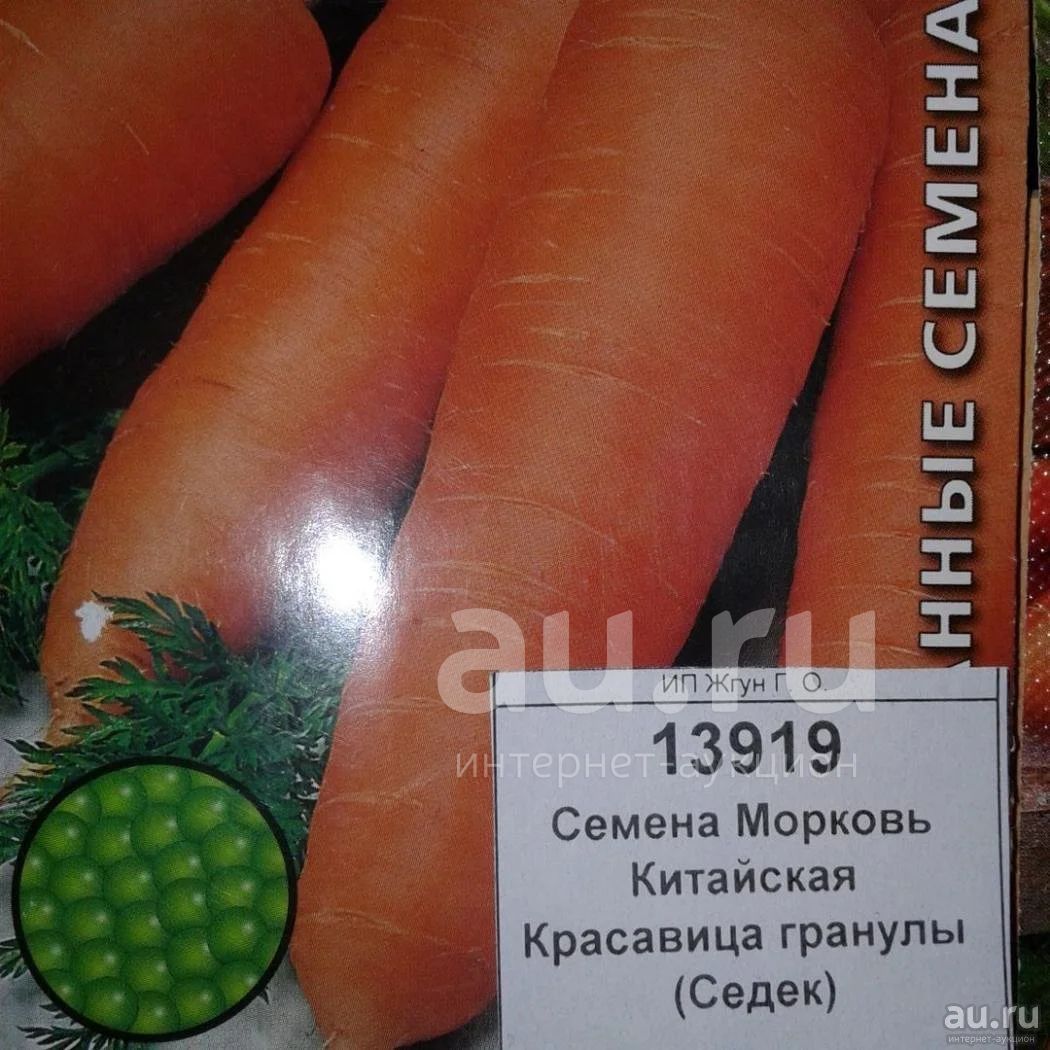 ННЫЕ СЕМЕНА
au.ru
интернет-аукцион
ИП Жгун Г. О.
13919
Семена Морковь
Китайская
Красавица гранулы
(Седек)
au.ru
интернет-аукцион